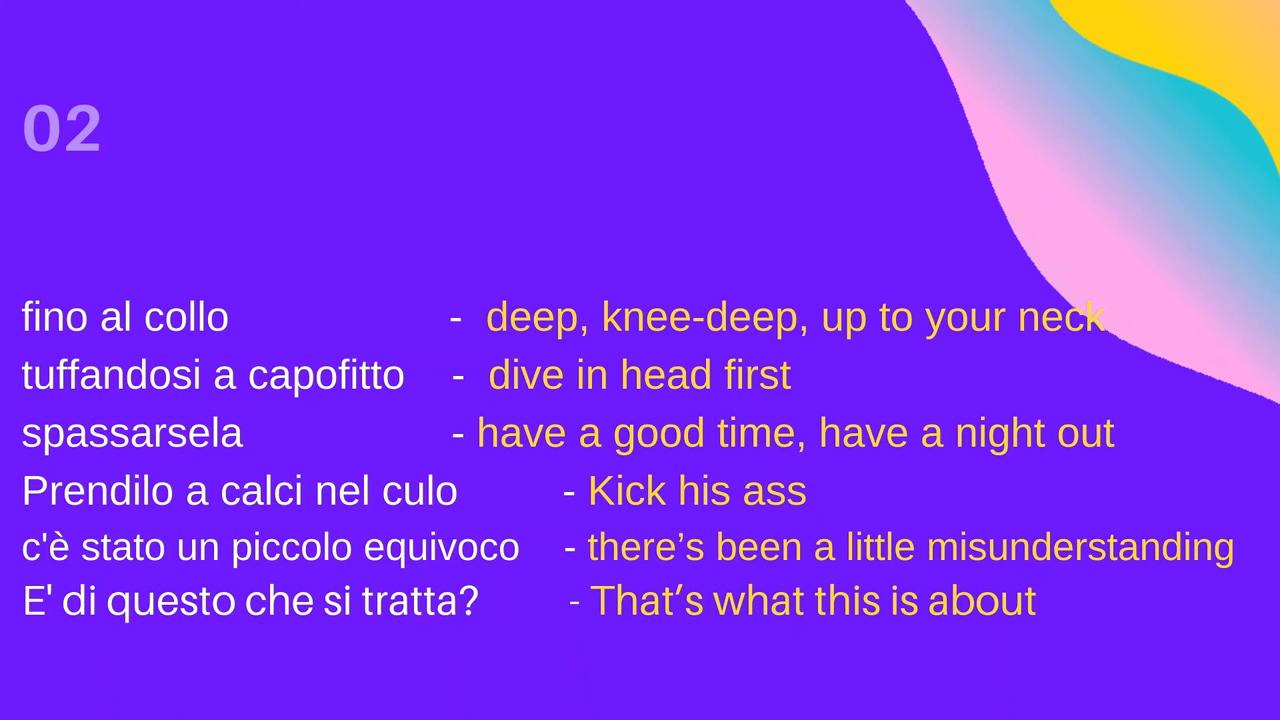 02
fino al collo - deep, knee-deep, up to your neck
tuffandosi a capofitto - dive in head first
spassarsela - have a good time, have a night out
Prendilo a calci nel culo - Kick his ass
c'è stato un piccolo equivoco - there’s been a little misunderstanding
E' di questo che si tratta? - That’s what this is about